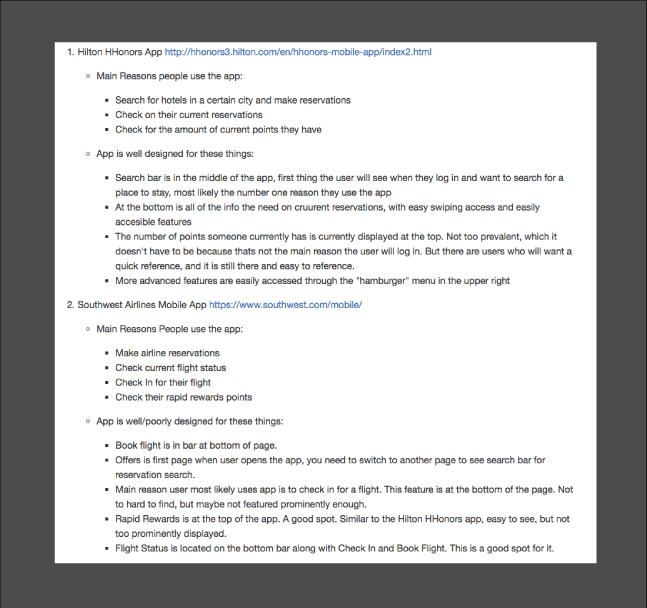 1. Hilton HHonors App http://hhonors3.hilton.com/en/hhonors-mobile-app/index2.html
Main Reasons people use the app:
Search for hotels in a certain city and make reservations
Check on their current reservations
Check for the amount of current points they have
App is well designed for these things:
Search bar is in the middle of the app, first thing the user will see when they log in and want to search for a
place to stay, most likely the number one reason they use the app
At the bottom is all of the info the need on cruurent reservations, with easy swiping access and easily
accesible features
The number of points someone currrently has is currently displayed at the top. Not too prevalent, which it
doesn't have to be because thats not the main reason the user will log in. But there are users who will want a
quick reference, and it is still there and easy to reference.
More advanced features are easily accessed through the "hamburger" menu in the upper right
2. Southwest Airlines Mobile App https://www.southwest.com/mobile/
Main Reasons People use the app:
Make airline reservations
Check current flight status
Check In for their flight
Check their rapid rewards points
App is well/poorly designed for these things:
Book flight is in bar at bottom of page.
Offers is first page when user opens the app, you need to switch to another page to see search bar for
reservation search.
Main reason user most likely uses app is to check in for a flight. This feature is at the bottom of the page. Not
to hard to find, but maybe not featured prominently enough.
Rapid Rewards is at the top of the app. A good spot. Similar to the Hilton HHonors app, easy to see, but not
too prominently displayed.
Flight Status is located on the bottom bar along with Check In and Book Flight. This is a good spot for it.